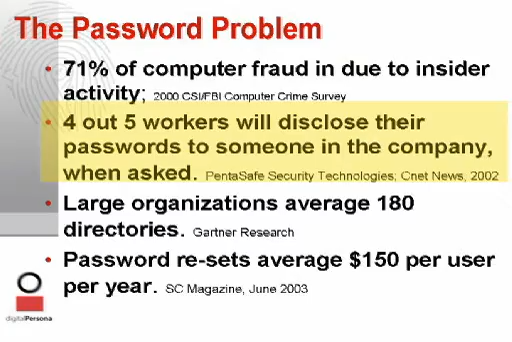 The Password Problem
• 71% of computer fraud in due to insider
activity; 2000 CSI/FBI Computer Crime Survey
• 4 out 5 workers will disclose their
passwords to someone in the company,
when asked. PentaSafe Security Technologies; Cnet News, 2002
• Large organizations average 180
directories. Gartner Research
• Password re-sets average $150 per user
per year. SC Magazine, June 2003
digitalPersona